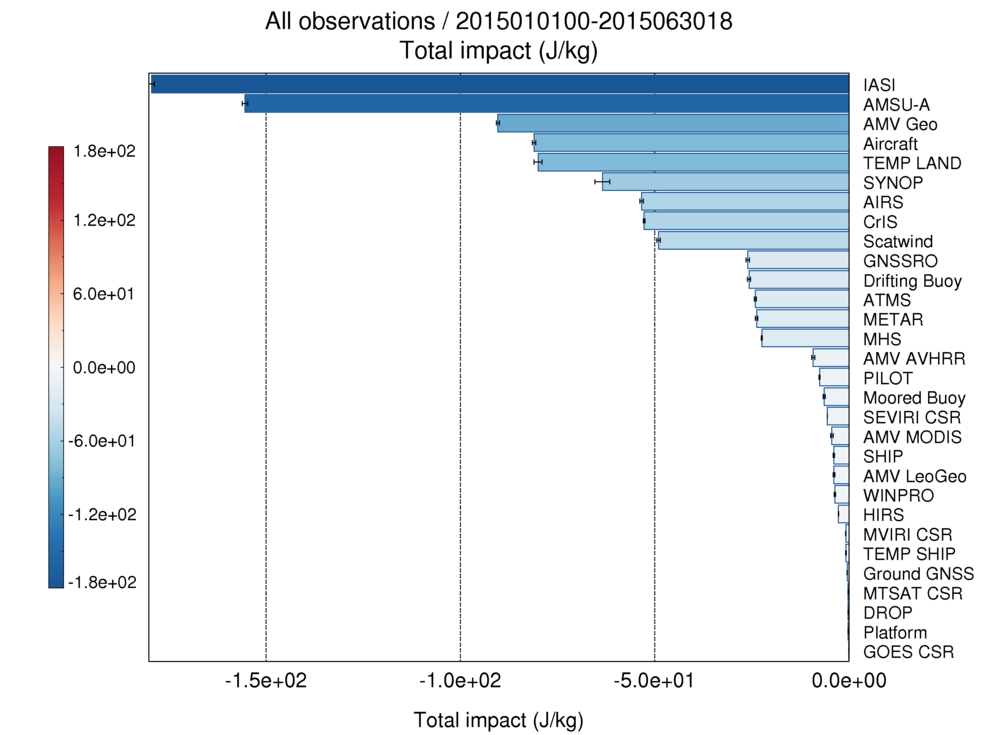 All observations / 2015010100-2015063018
Total impact (J/kg)
IASI
AMSU-A
AMV Geo
Aircraft
TEMP LAND
SYNOP
AIRS
CrIS
Scatwind
GNSSRO
Drifting Buoy
ATMS
METAR
MHS
AMV AVHRR
PILOT
Moored Buoy
SEVIRI CSR
AMV MODIS
SHIP
AMV LeoGeo
WINPRO
HIRS
MVIRI CSR
TEMP SHIP
Ground GNSS
MTSAT CSR
DROP
Platform
GOES CSR
1.8e+02
1.2e+02
6.0e+01
0.0e+00
-6.0e+01
-1.2e+02
-1.8e+02
-1.5e+02 -1.0e+02 -5.0e+01 0.0e+00
Total impact (J/kg)